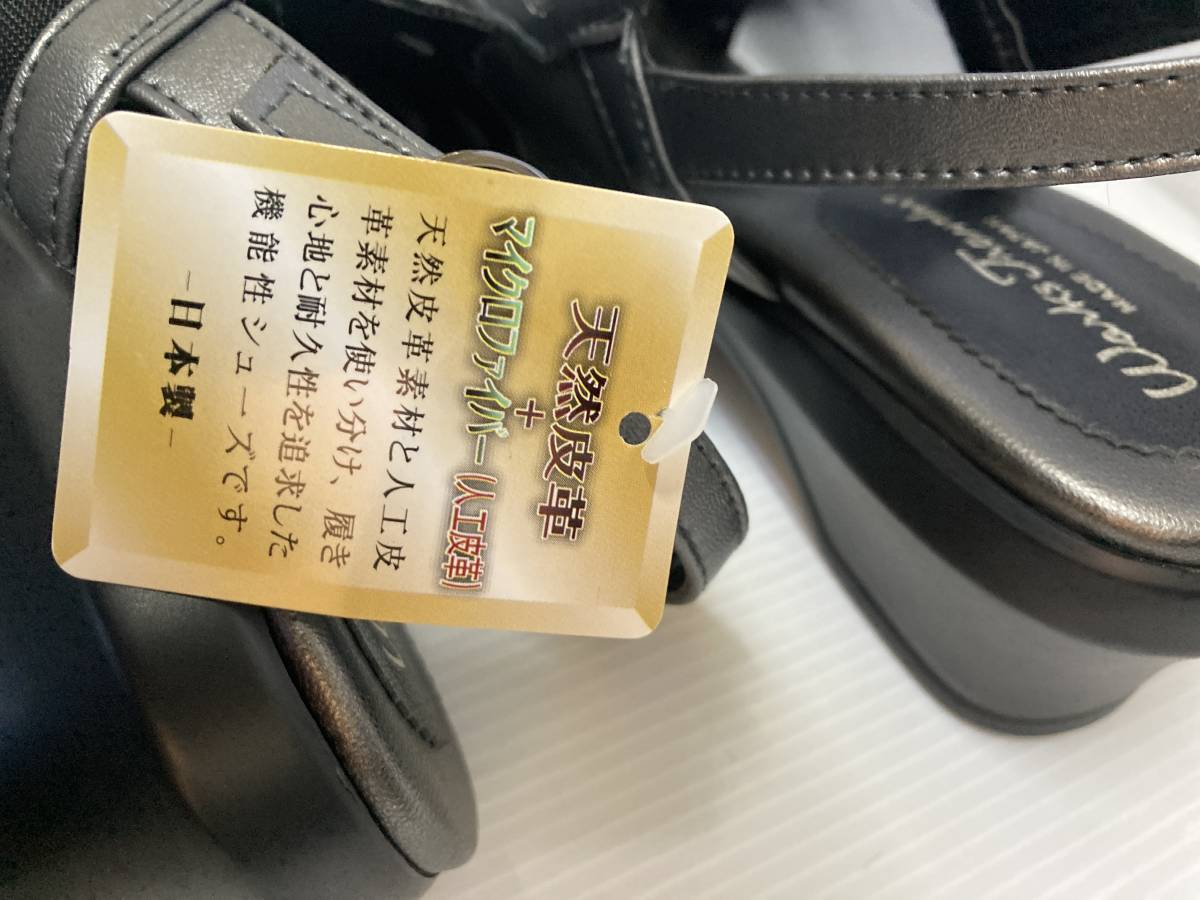 天然皮革
+
マイクロファイバー(人工皮革)
天然皮革素材と人工皮
革素材を使い分け、履き
心地と耐久性を追求した
機能性シューズです。
－日本製－
MADE IN JAPAN